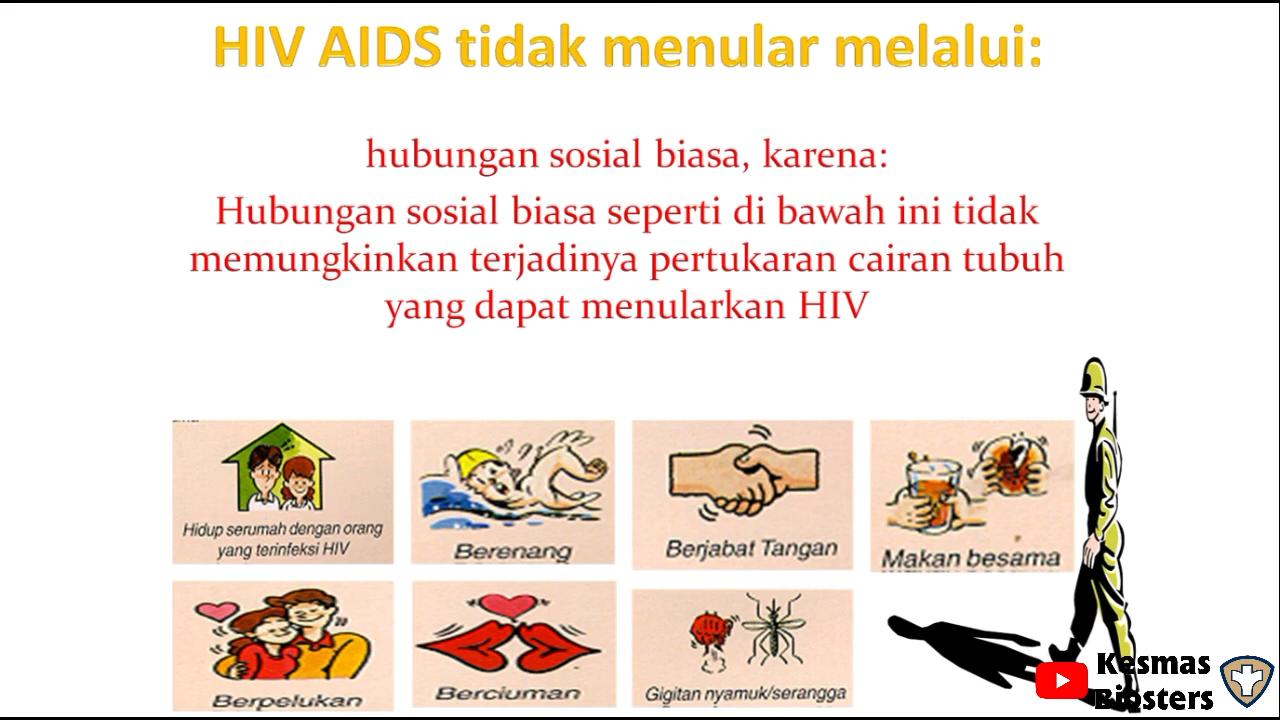 HIV AIDS tidak menular melalui:
hubungan sosial biasa, karena:
Hubungan sosial biasa seperti di bawah ini tidak
memungkinkan terjadinya pertukaran cairan tubuh
yang dapat menularkan HIV
Hidup serumah dengan orang
yang terinfeksi HIV
Berenang
Berjabat Tangan
Makan besama
Berpelukan
Berciuman
Gigitan nyamuk/serangga
Kesmas
Biosters